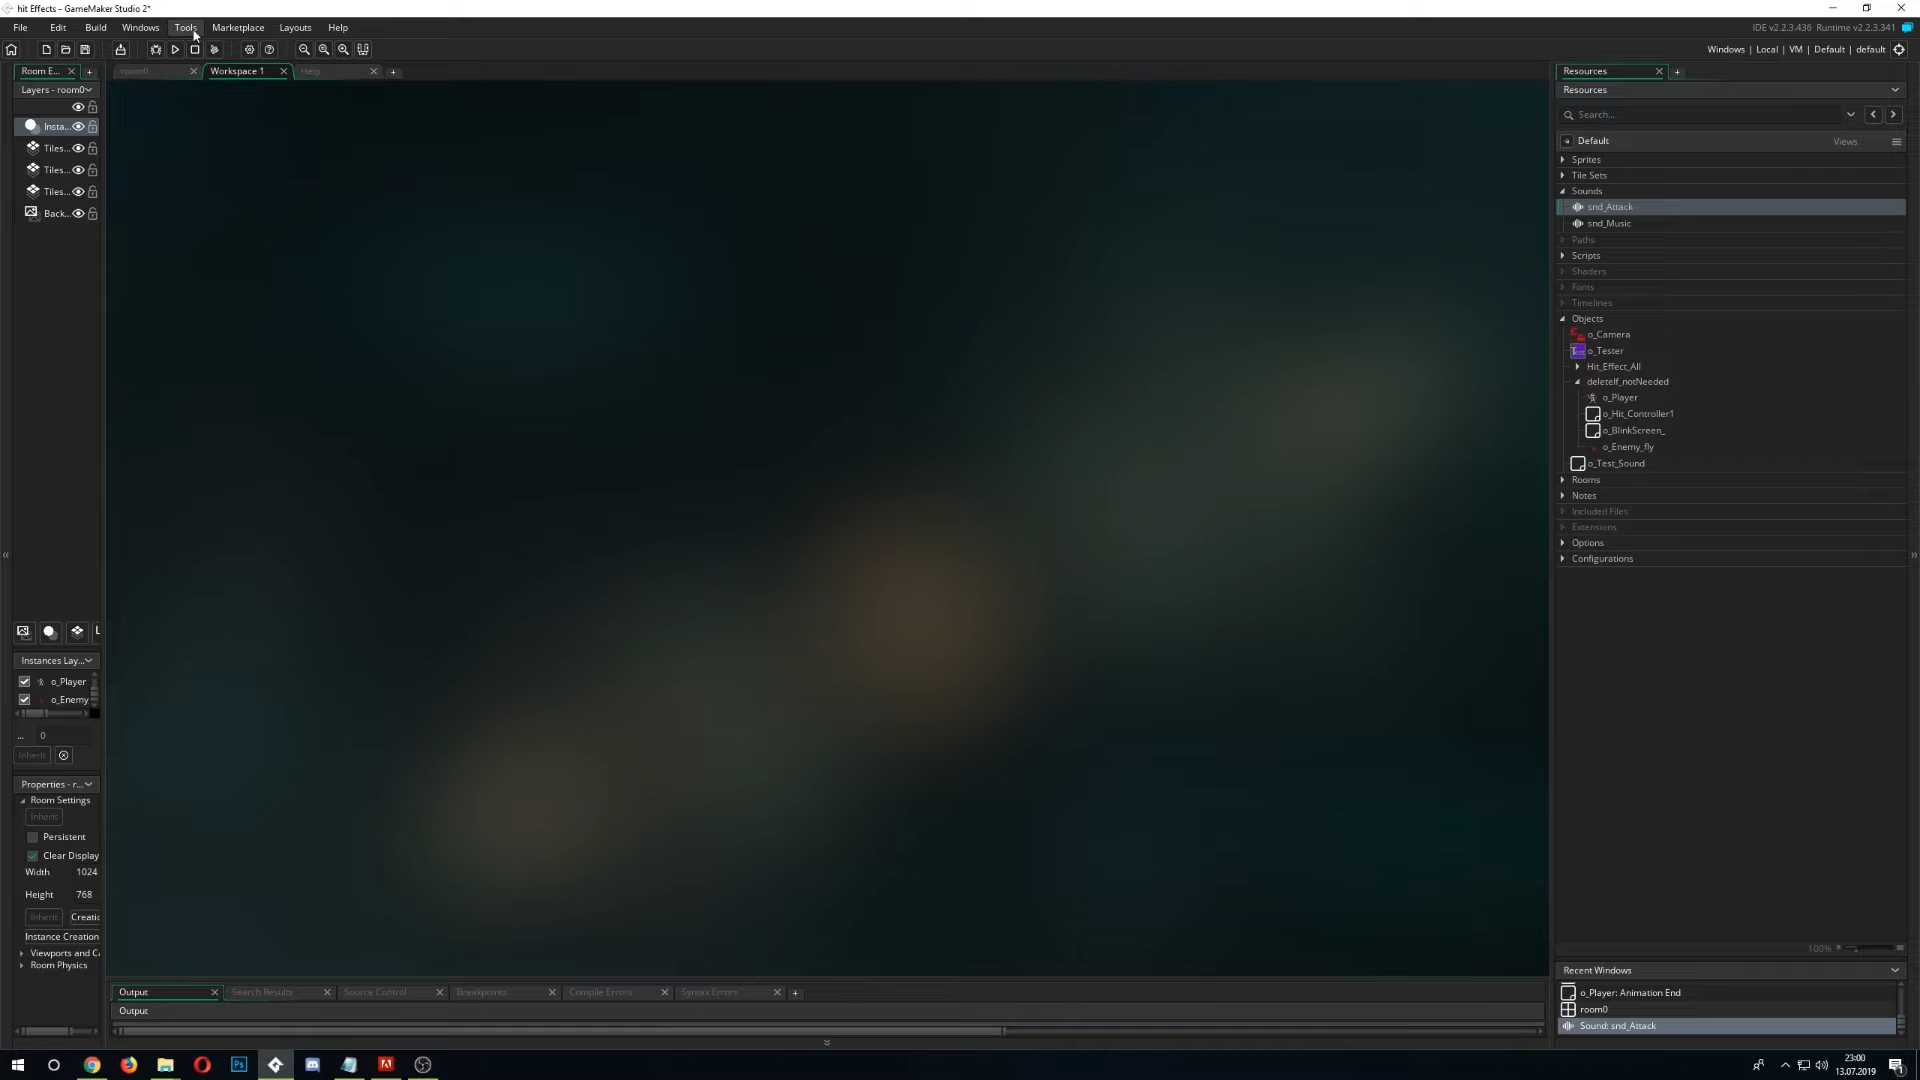 hit Effects - GameMaker Studio 2*
File Edit Build Windows Tools Marketplace Layouts Help
IDE v2.2.3.436 Runtime v2.2.3.341
Windows | Local | VM | Default | default
Room E...
room0
Workspace 1
Help
Resources
Layers - room0
Resources
Search...
Insta...
Default
Views
Tiles...
Sprites
Tiles...
Tile Sets
Tiles...
Sounds
snd_Attack
Back...
snd_Music
Paths
Scripts
Shaders
Fonts
Timelines
Objects
o_Camera
o_Tester
Hit_Effect_All
deleteIf_notNeeded
o_Player
o_Hit_Controller1
o_BlinkScreen_
o_Enemy_fly
o_Test_Sound
Rooms
Notes
Included Files
Extensions
Options
Configurations
Instances Lay...
o_Player
o_Enemy
... 0
Inherit
Properties - r...
Room Settings
Inherit
Persistent
Clear Display
Width 1024
Height 768
Inherit Creatio
Instance Creation
Viewports and Ca
Room Physics
100%
Recent Windows
o_Player: Animation End
room0
Sound: snd_Attack
Output
Search Results
Source Control
Breakpoints
Compile Errors
Syntax Errors
Output
23:00
13.07.2019